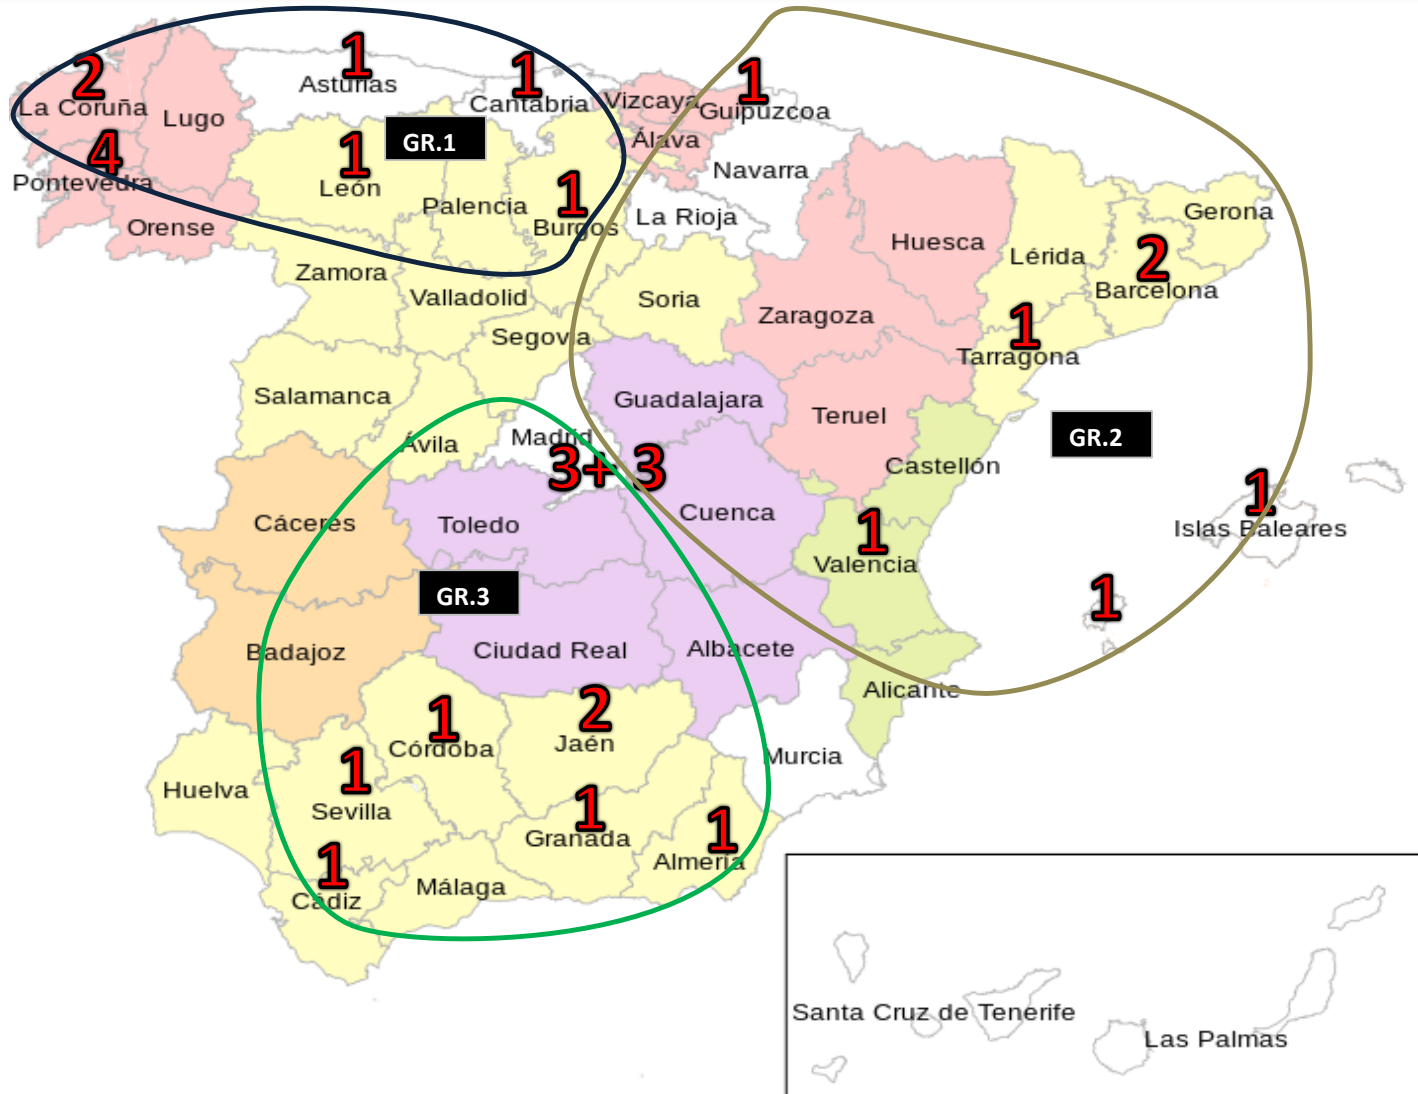 1
1
2
Asturias
Cantabria
Vizcaya
1
Guipúzcoa
La Coruña
Lugo
GR.1
Álava
4
1
Navarra
Pontevedra
León
1
Palencia
Orense
Burgos
La Rioja
Gerona
Huesca
Lérida
2
Zamora
Valladolid
Soria
Barcelona
Zaragoza
1
Segovia
Tarragona
Salamanca
Guadalajara
Teruel
GR.2
Ávila
Madrid
3+ 3
Castellón
1
Cáceres
Toledo
Cuenca
1
Islas Baleares
Valencia
GR.3
1
Badajoz
Ciudad Real
Albacete
Alicante
1
2
Córdoba
Jaén
Murcia
1
Huelva
Sevilla
1
Granada
1
Almería
1
Cádiz
Málaga
Santa Cruz de Tenerife
Las Palmas